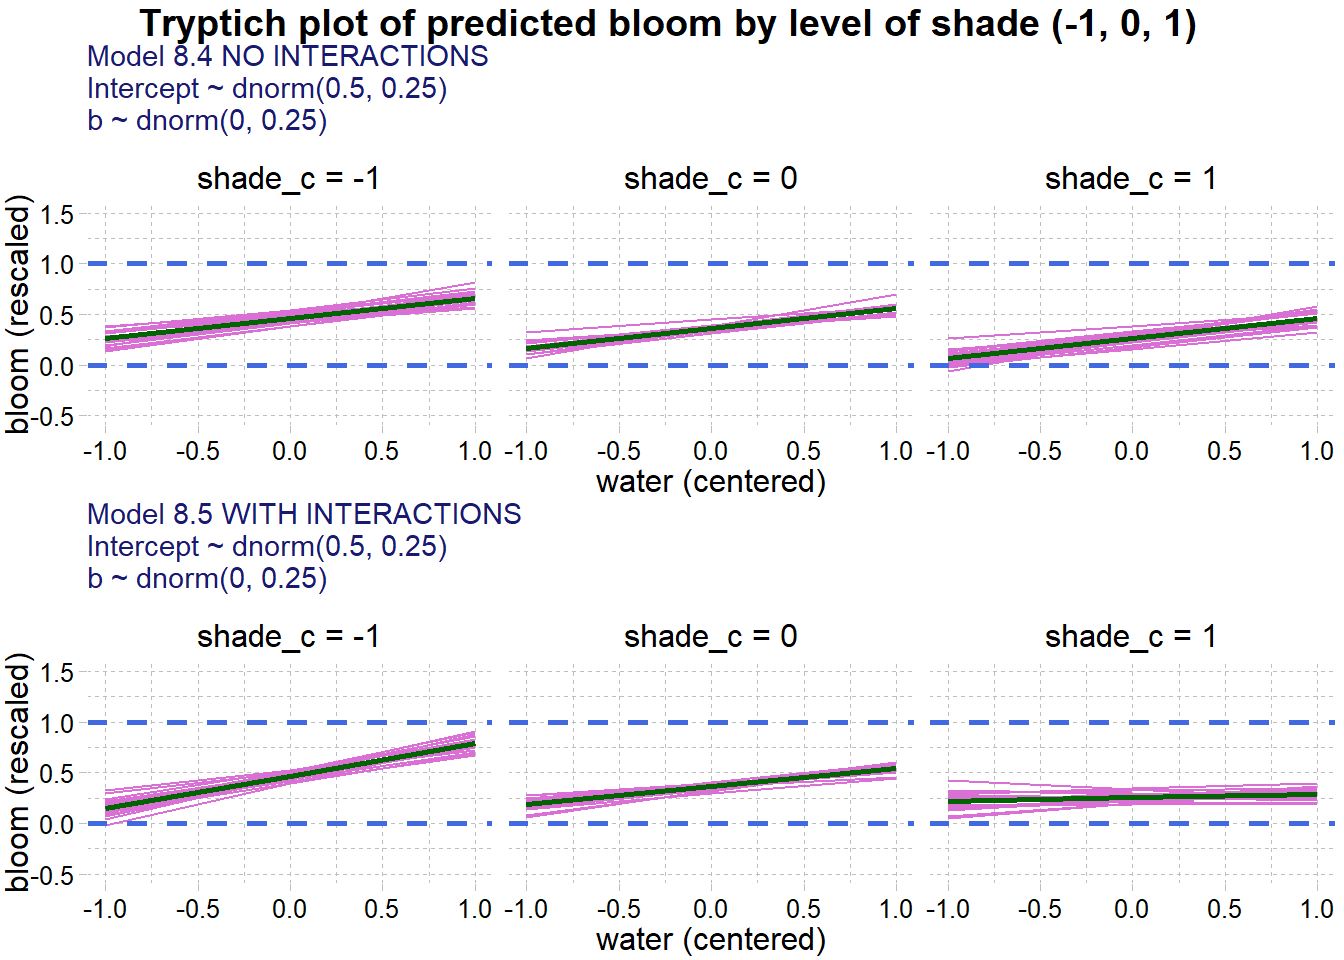 Tryptich plot of predicted bloom by level of shade (-1, 0, 1)
Model 8.4 NO INTERACTIONS
Intercept ~ dnorm(0.5, 0.25)
b ~ dnorm(0, 0.25)
shade_c = -1
shade_c = 0
shade_c = 1
bloom (rescaled)
1.5
1.0
0.5
0.0
-0.5
-1.0 -0.5 0.0 0.5 1.0
-1.0 -0.5 0.0 0.5 1.0
-1.0 -0.5 0.0 0.5 1.0
water (centered)
Model 8.5 WITH INTERACTIONS
Intercept ~ dnorm(0.5, 0.25)
b ~ dnorm(0, 0.25)
shade_c = -1
shade_c = 0
shade_c = 1
bloom (rescaled)
1.5
1.0
0.5
0.0
-0.5
-1.0 -0.5 0.0 0.5 1.0
-1.0 -0.5 0.0 0.5 1.0
-1.0 -0.5 0.0 0.5 1.0
water (centered)